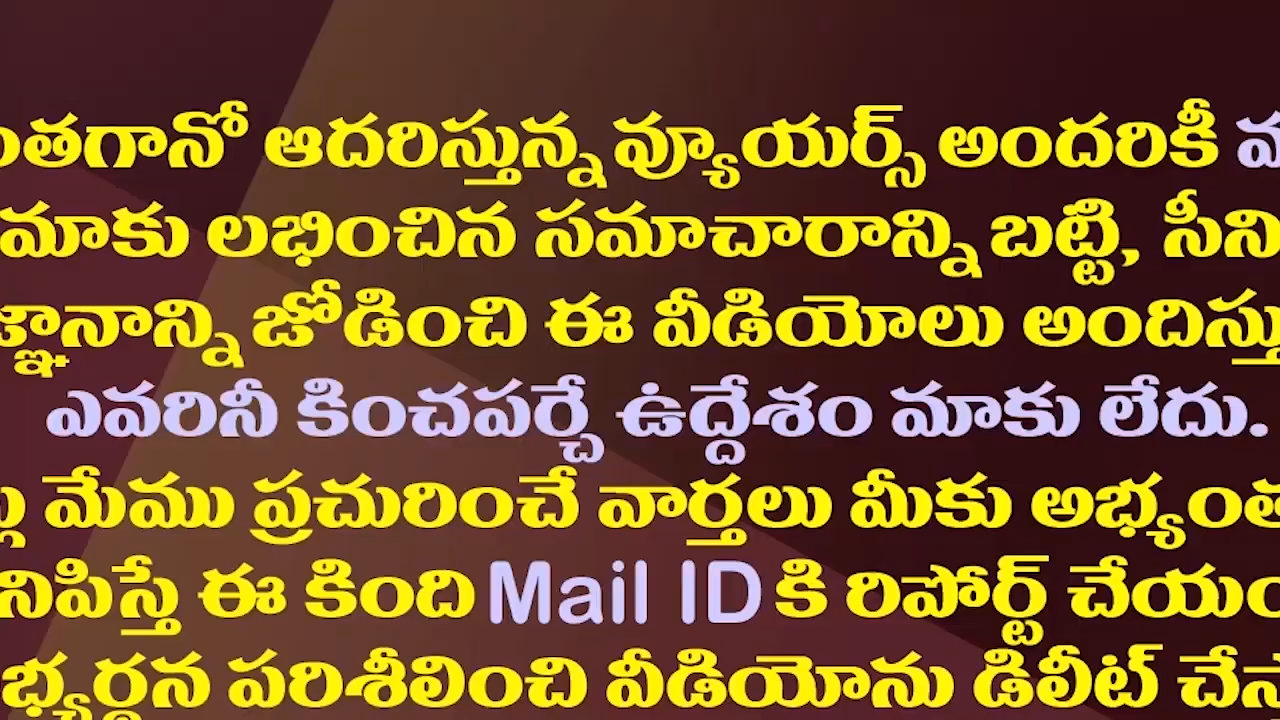 ంతగానో ఆదరిస్తున్న వ్యూయర్స్ అందరికీ
మాకు లభించిన సమాచారాన్ని బట్టి, సీని
జ్ఞానాన్ని జోడించి ఈ వీడియోలు అందిస్తు
ఎవరినీ కించపర్చే ఉద్దేశం మాకు లేదు.
మేము ప్రచురించే వార్తలు మీకు అభ్యంత
నిపిస్తే ఈ కింది Mail ID కి రిపోర్ట్ చేయం
భ్యర్థన పరిశీలించి వీడియోను డిలీట్ చేస